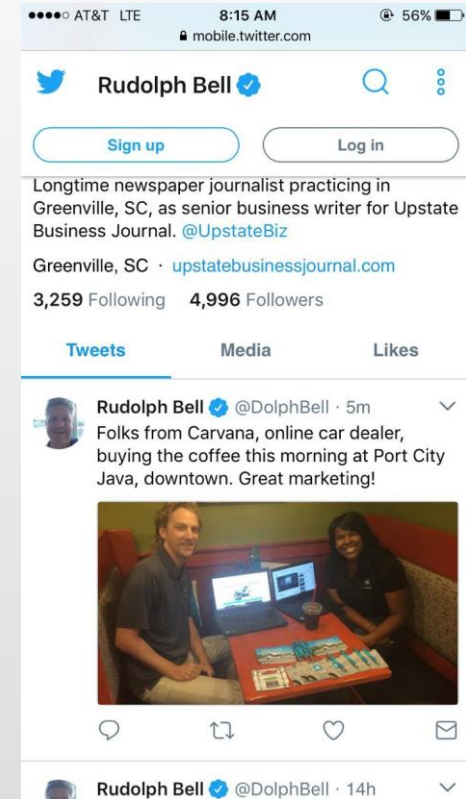 AT&T LTE 8:15 AM 56%
mobile.twitter.com
Rudolph Bell
Sign up Log in
Longtime newspaper journalist practicing in
Greenville, SC, as senior business writer for Upstate
Business Journal. @UpstateBiz
Greenville, SC · upstatebusinessjournal.com
3,259 Following 4,996 Followers
Tweets Media Likes
Rudolph Bell @DolphBell · 5m
Folks from Carvana, online car dealer,
buying the coffee this morning at Port City
Java, downtown. Great marketing!
Rudolph Bell @DolphBell · 14h